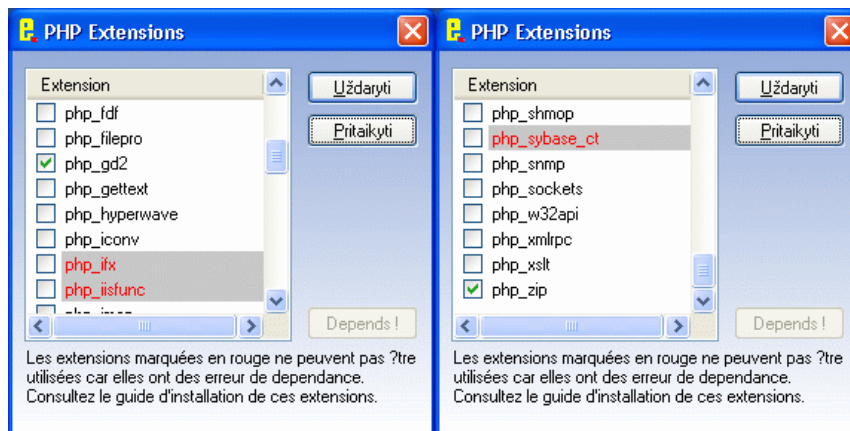 PHP Extensions
Extension
php_fdf
php_filepro
php_gd2
php_gettext
php_hyperwave
php_iconv
php_ifx
php_iisfunc
Uždaryti
Pritaikyti
Depends !
Les extensions marquées en rouge ne peuvent pas ?tre
utilisées car elles ont des erreur de dependance.
Consultez le guide d'installation de ces extensions.
PHP Extensions
Extension
php_shmop
php_sybase_ct
php_snmp
php_sockets
php_w32api
php_xmlrpc
php_xslt
php_zip
Uždaryti
Pritaikyti
Depends !
Les extensions marquées en rouge ne peuvent pas ?tre
utilisées car elles ont des erreur de dependance.
Consultez le guide d'installation de ces extensions.